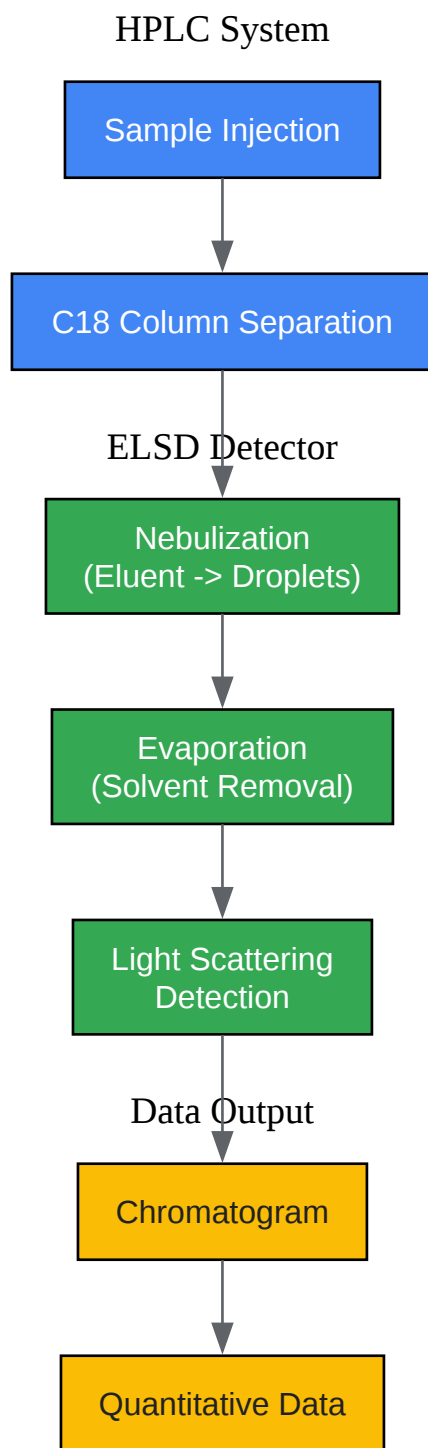 HPLC System
Sample Injection
C18 Column Separation
ELSD Detector
Nebulization
(Eluent -> Droplets)
Evaporation
(Solvent Removal)
Light Scattering
Detection
Data Output
Chromatogram
Quantitative Data